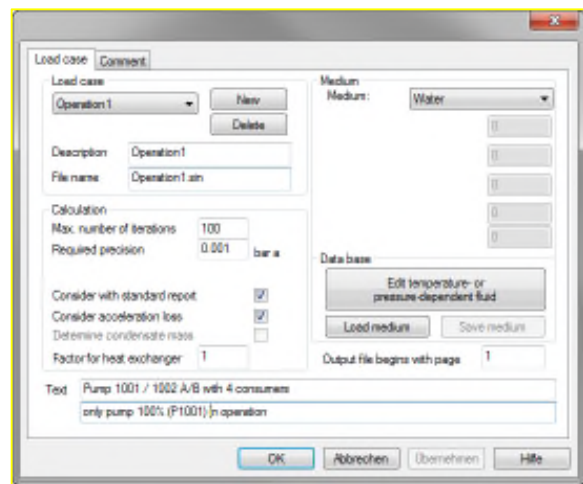 Load case Comment
Load case
Operation1
New
Delete
Description Operation1
File name Operation1.sin
Calculation
Max. number of iterations 100
Required precision 0.001 bar a
Consider with standard report
Consider acceleration loss
Determine condensate mass
Factor for heat exchanger 1
Medium
Medium: Water
0
0
0
0
0
Data base
Edit temperature- or
pressure-dependent fluid
Load medium Save medium
Output file begins with page 1
Text Pump 1001 / 1002 A/B with 4 consumers
only pump 100% (P1001) in operation
OK Abbrechen Übernehmen Hilfe